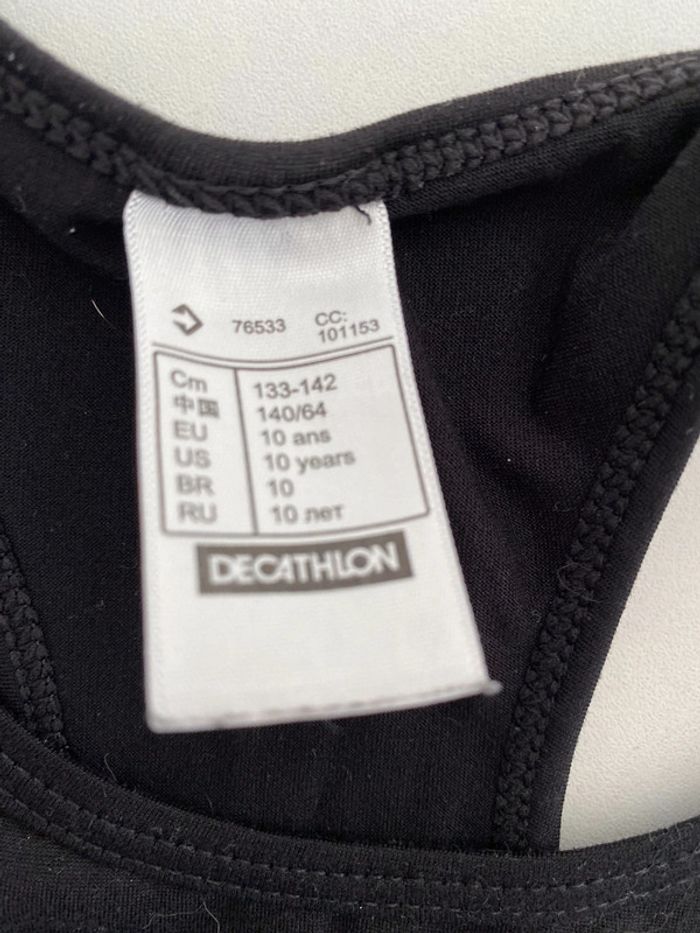 76533 CC: 101153
Cm 133-142
中国 140/64
EU 10 ans
US 10 years
BR 10
RU 10 лет
DECATHLON